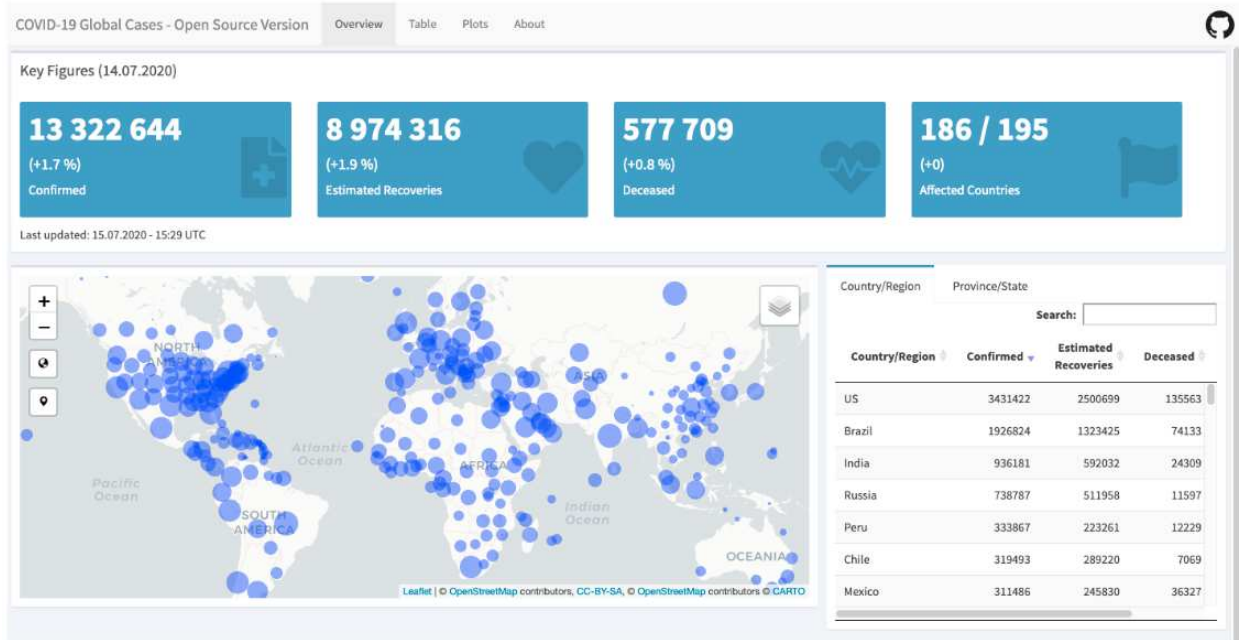 COVID-19 Global Cases - Open Source Version Overview Table Plots About
Key Figures (14.07.2020)
13 322 644
(+1.7 %)
Confirmed
8 974 316
(+1.9 %)
Estimated Recoveries
577 709
(+0.8 %)
Deceased
186 / 195
(+0)
Affected Countries
Last updated: 15.07.2020 - 15:29 UTC
+
−
NORTH
AMERICA
ASIA
Atlantic
Ocean
AFRICA
Pacific
Ocean
Indian
Ocean
SOUTH
AMERICA
OCEANIA
Leaflet | © OpenStreetMap contributors, CC-BY-SA, © OpenStreetMap contributors © CARTO
Country/Region Province/State
Search:
Country/Region Confirmed Estimated Recoveries Deceased
US 3431422 2500699 135563
Brazil 1926824 1323425 74133
India 936181 592032 24309
Russia 738787 511958 11597
Peru 333867 223261 12229
Chile 319493 289220 7069
Mexico 311486 245830 36327